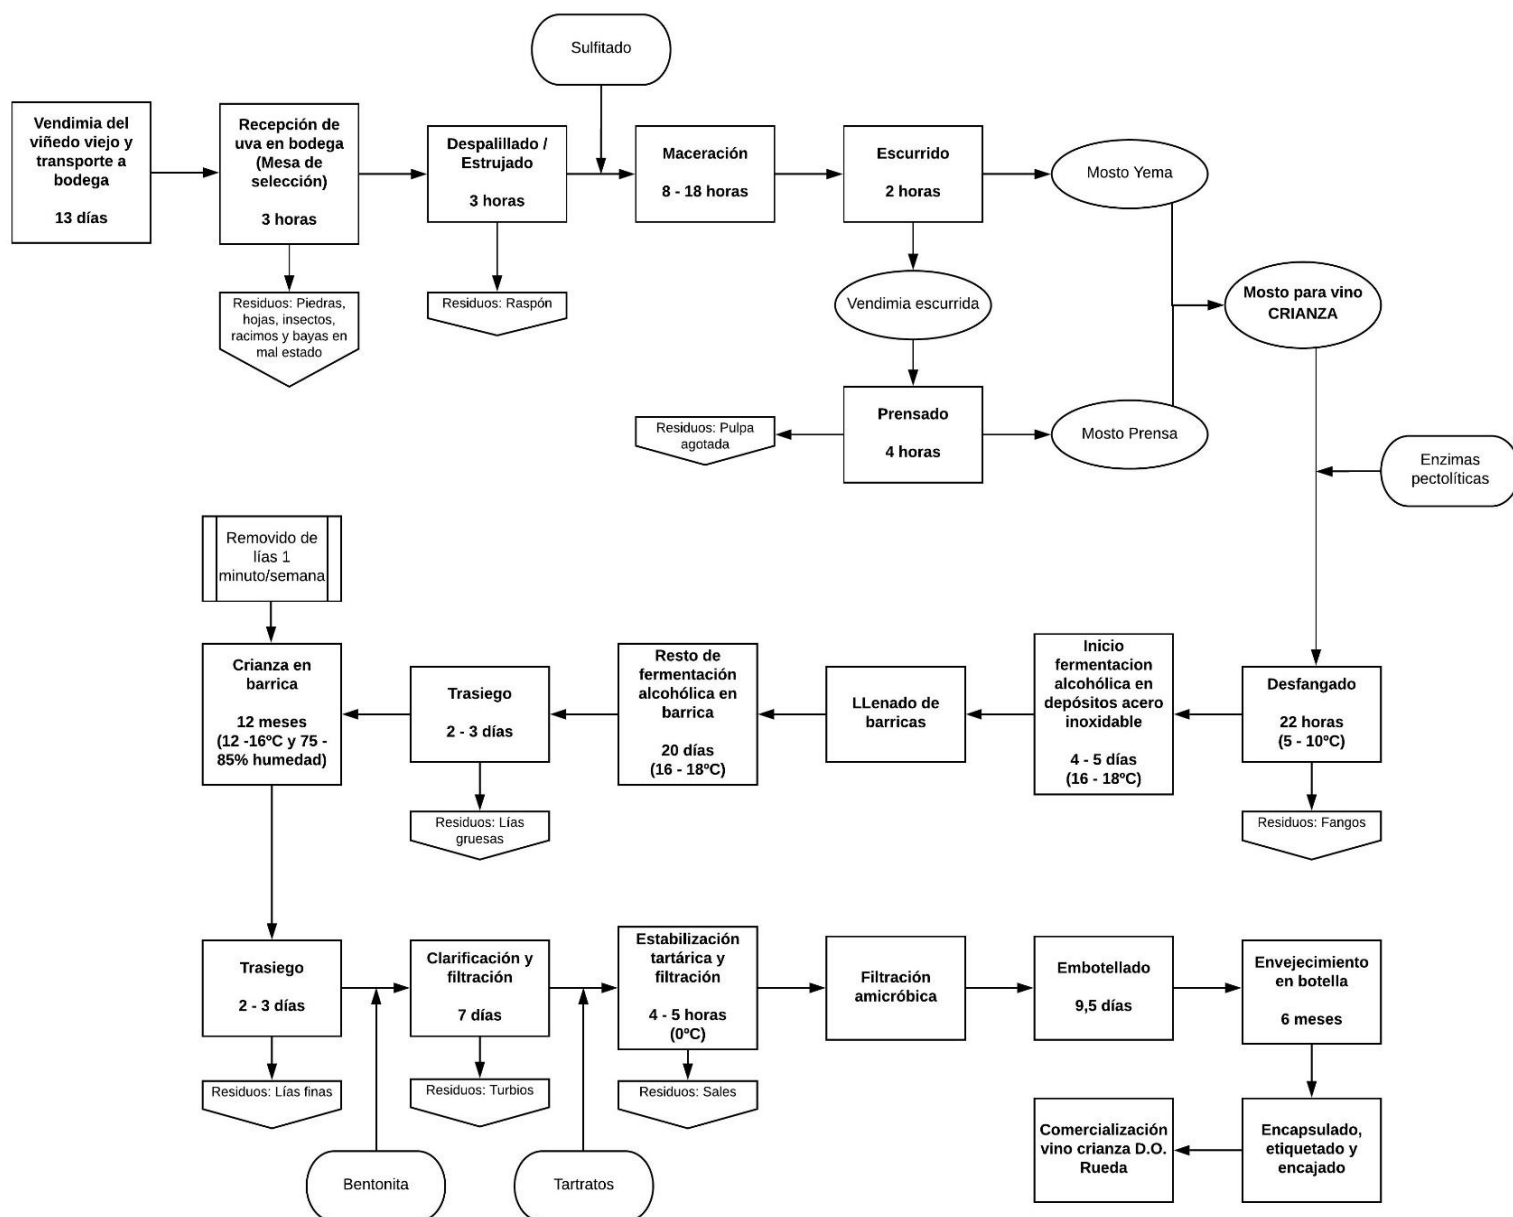 Sulfitado
Vendimia del
viñedo viejo y
transporte a
bodega
13 días
Recepción de
uva en bodega
(Mesa de
selección)
3 horas
Despalillado /
Estrujado
3 horas
Maceración
8 - 18 horas
Escurrido
2 horas
Mosto Yema
Residuos: Piedras,
hojas, insectos,
racimos y bayas en
mal estado
Residuos: Raspón
Vendimia escurrida
Mosto para vino
CRIANZA
Residuos: Pulpa
agotada
Prensado
4 horas
Mosto Prensa
Enzimas
pectolíticas
Removido de
lías 1
minuto/semana
Crianza en
barrica
12 meses
(12 -16ºC y 75 -
85% humedad)
Trasiego
2 - 3 días
Resto de
fermentación
alcohólica en
barrica
20 días
(16 - 18ºC)
LLenado de
barricas
Inicio
fermentacion
alcohólica en
depósitos acero
inoxidable
4 - 5 días
(16 - 18ºC)
Desfangado
22 horas
(5 - 10ºC)
Residuos: Lías
gruesas
Residuos: Fangos
Trasiego
2 - 3 días
Clarificación y
filtración
7 días
Estabilización
tartárica y
filtración
4 - 5 horas
(0ºC)
Filtración
amicróbica
Embotellado
9,5 días
Envejecimiento
en botella
6 meses
Residuos: Lías finas
Residuos: Turbios
Residuos: Sales
Comercialización
vino crianza D.O.
Rueda
Encapsulado,
etiquetado y
encajado
Bentonita
Tartratos